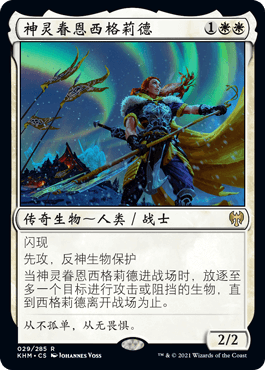 神灵眷恩西格莉德 1
传奇生物～人类 / 战士
闪现
先攻，反神生物保护
当神灵眷恩西格莉德进战场时，放逐至
多一个目标进行攻击或阻挡的生物，直
到西格莉德离开战场为止。
从不孤单，从无畏惧。
2/2
029/285 R
KHM • CS Johannes Voss
™ & © 2021 Wizards of the Coast